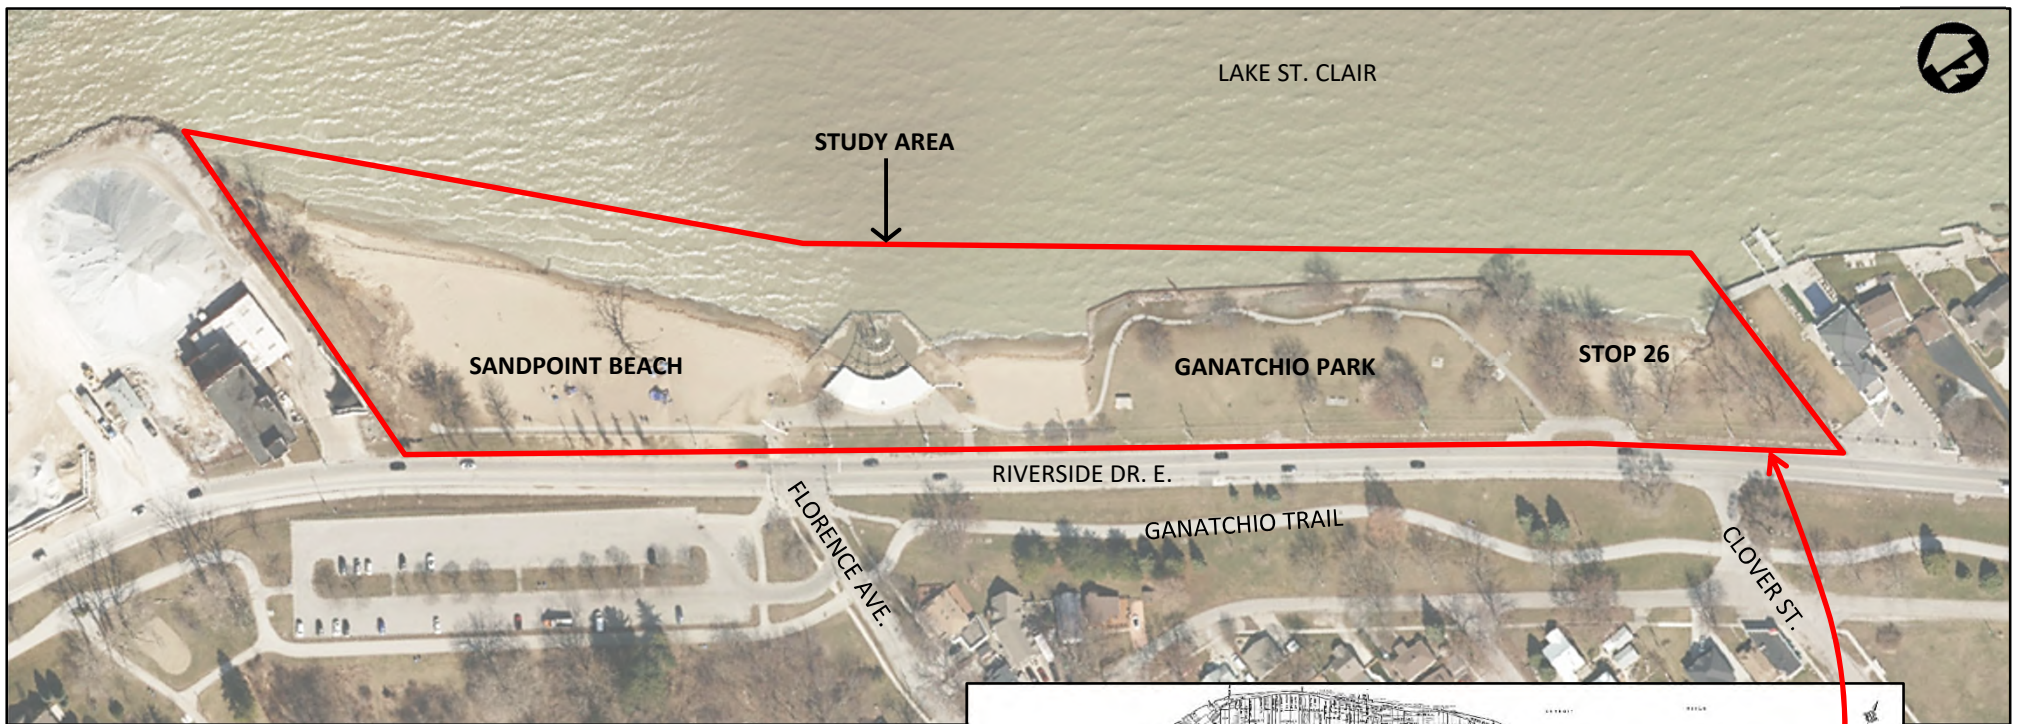 LAKE ST. CLAIR
STUDY AREA
SANDPOINT BEACH
GANATCHIO PARK
STOP 26
RIVERSIDE DR. E.
FLORENCE AVE.
GANATCHIO TRAIL
CLOVER ST.